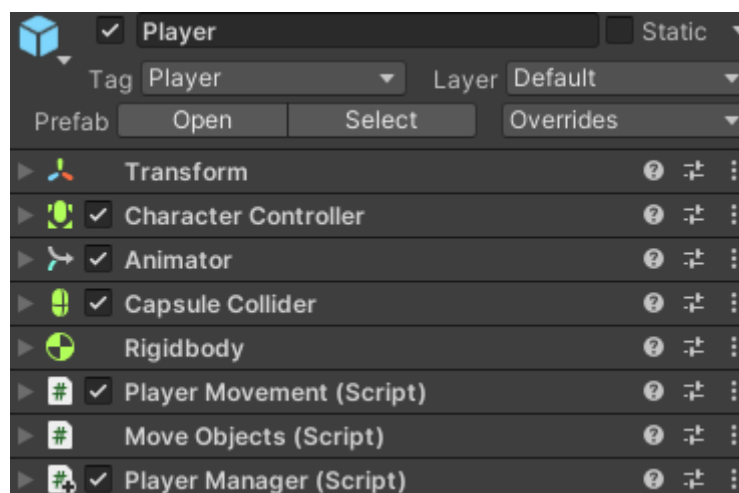 Player Static
Tag Player Layer Default
Prefab Open Select Overrides
Transform
Character Controller
Animator
Capsule Collider
Rigidbody
# Player Movement (Script)
# Move Objects (Script)
# Player Manager (Script)